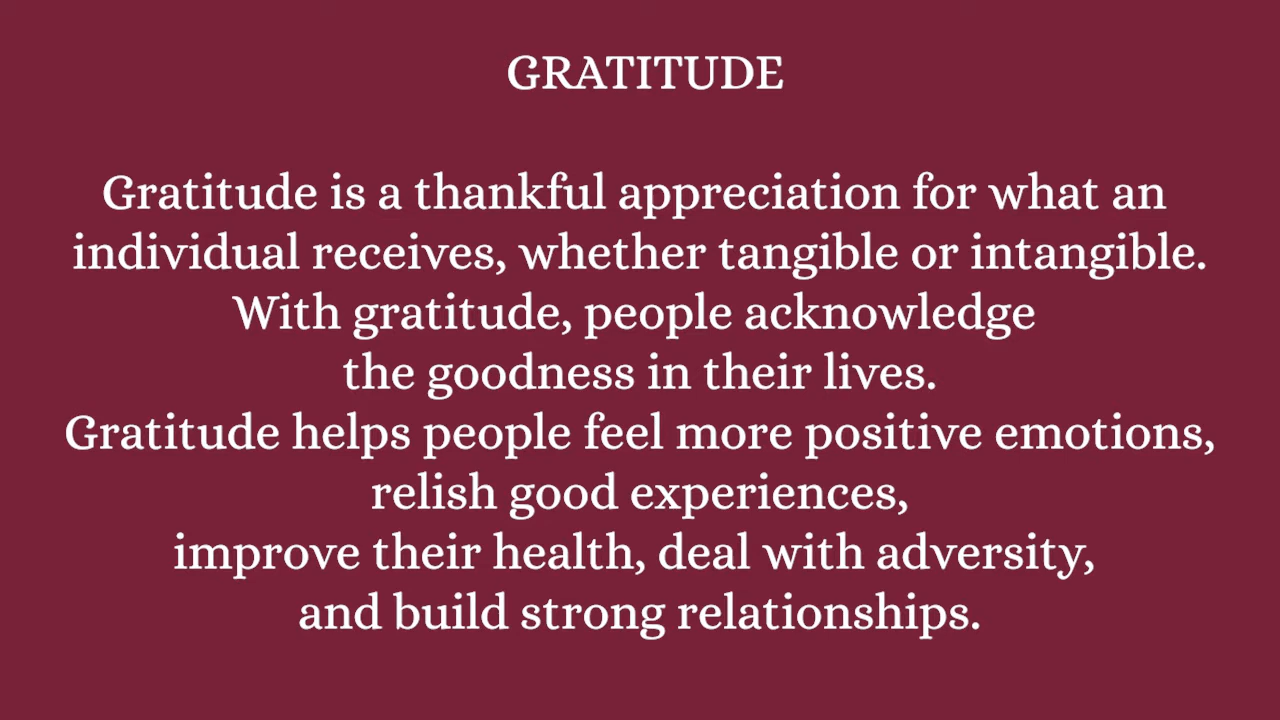 GRATITUDE
Gratitude is a thankful appreciation for what an
individual receives, whether tangible or intangible.
With gratitude, people acknowledge
the goodness in their lives.
Gratitude helps people feel more positive emotions,
relish good experiences,
improve their health, deal with adversity,
and build strong relationships.